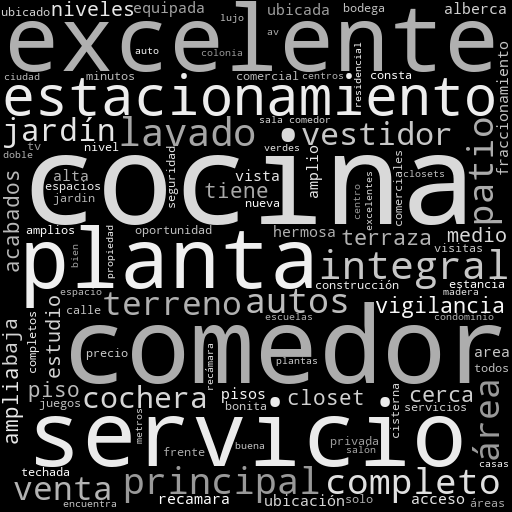 ubicado niveles equipada lujo ubicada bodega alberca
excelente
auto colonia av residencial
ciudad minutos comercial centros consta
estacionamiento fraccionamiento
jardín lavado sala comedor vestidor patio
doble tv nivel seguridad verdes amplio
cocina
acabados alta espacios jardin tiene vista nueva centro excelentes closets comerciales
amplios oportunidad hermosa terraza medio
planta bien propiedad visitas
integral
construcción estancia
espacio terreno autos madera vigilancia
calle escuelas condominio
completos estudio comedor
ampliabaja precio recámara plantas area
todos
piso cochera pisos closet cisterna cerca área
juegos bonita servicios
servicio
metros frente buena privada salón casas
techada principal completo
venta recamara ubicación solo acceso áreas
encuentra